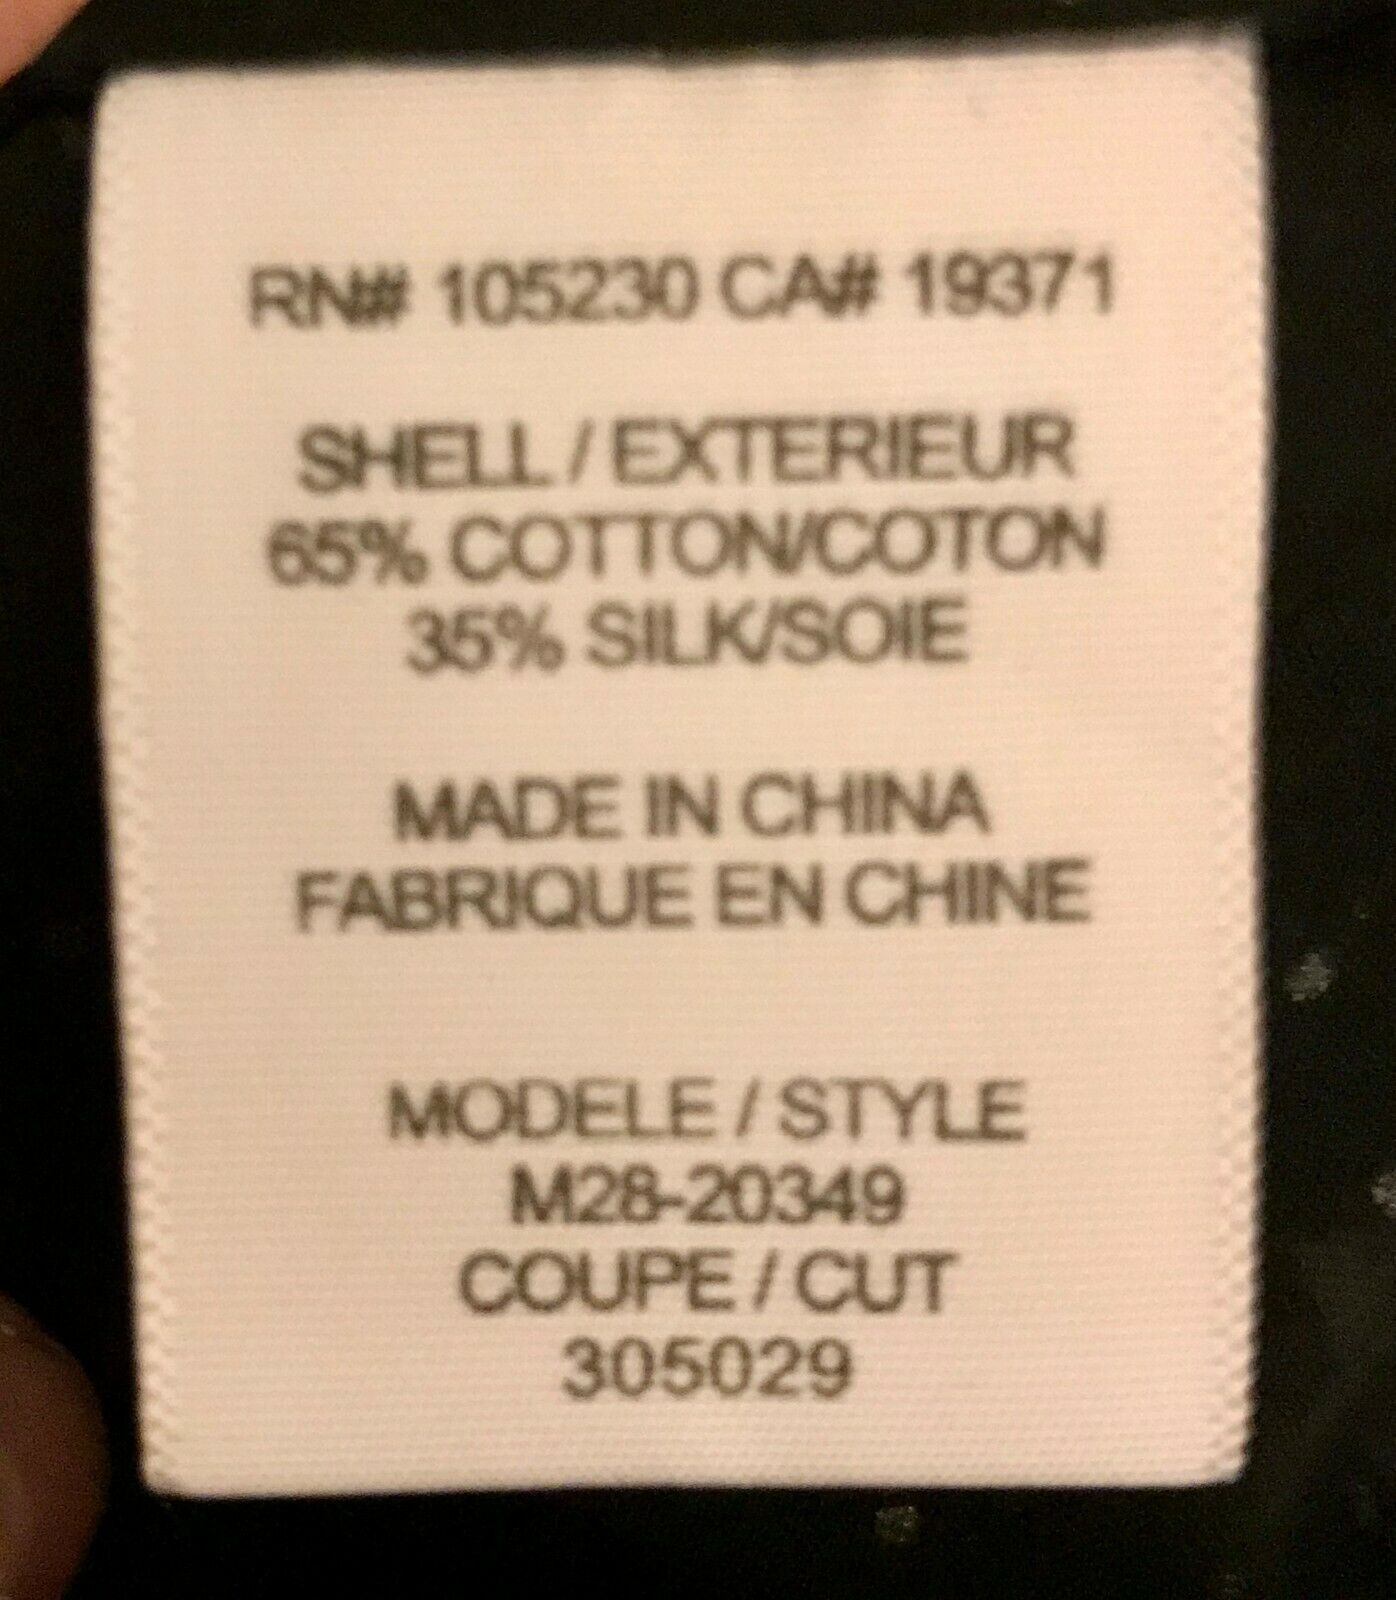 RN# 105230 CA# 19371
SHELL / EXTERIEUR
65% COTTON/COTON
35% SILK/SOIE
MADE IN CHINA
FABRIQUE EN CHINE
MODELE / STYLE
M28-20349
COUPE / CUT
305029